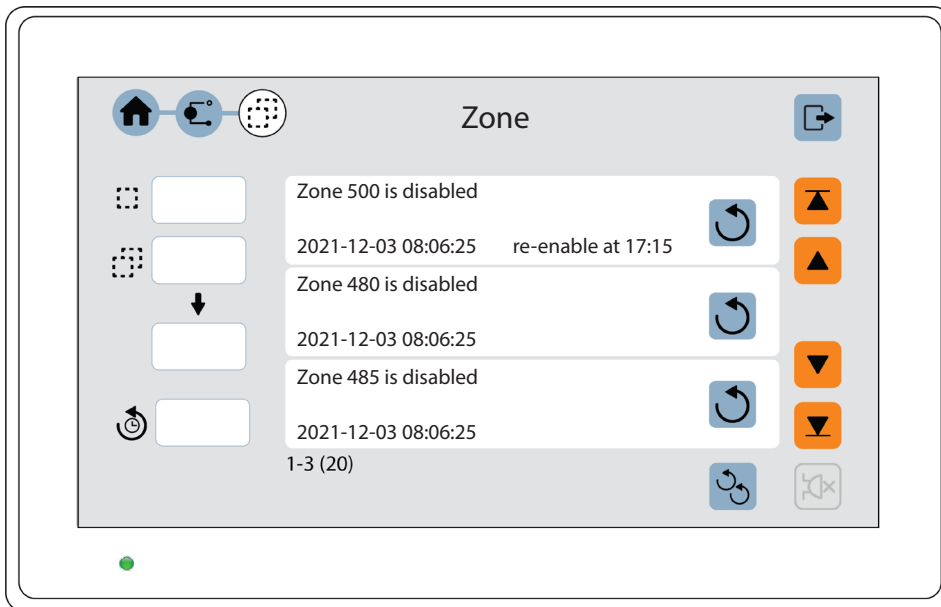 Zone
Zone 500 is disabled
2021-12-03 08:06:25 re-enable at 17:15
Zone 480 is disabled
2021-12-03 08:06:25
Zone 485 is disabled
2021-12-03 08:06:25
1-3 (20)